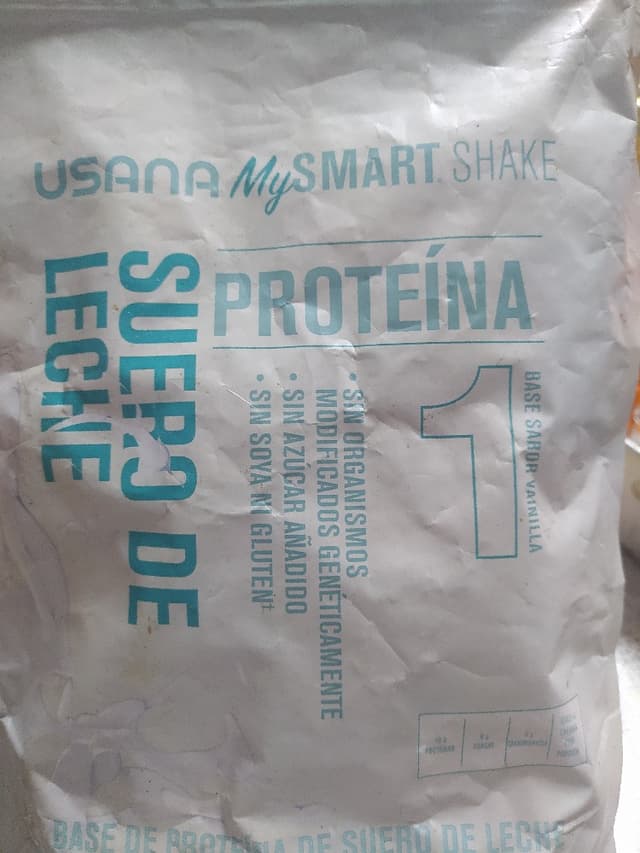 USANA MySMART SHAKE
PROTEÍNA
SUERO DE
LECHE
1
BASE SABOR VAINILLA
• SIN ORGANISMOS
MODIFICADOS GENÉTICAMENTE
• SIN AZÚCAR AÑADIDO
• SIN SOYA NI GLUTEN‡
BASE DE PROTEÍNA DE SUERO DE LECHE